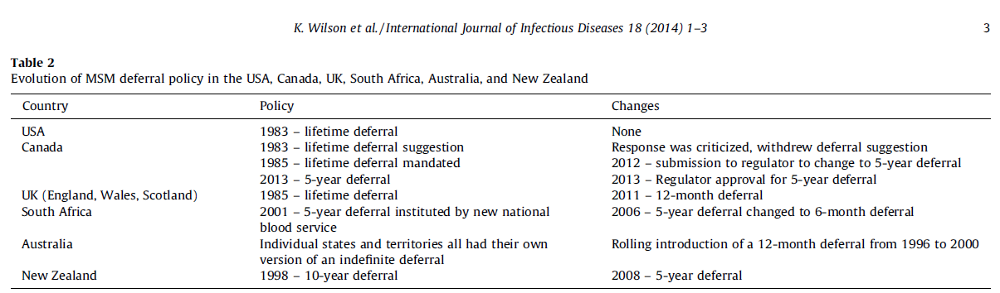 K. Wilson et al./International Journal of Infectious Diseases 18 (2014) 1–3 3
Table 2
Evolution of MSM deferral policy in the USA, Canada, UK, South Africa, Australia, and New Zealand
Country Policy Changes
USA 1983 – lifetime deferral None
Canada 1983 – lifetime deferral suggestion Response was criticized, withdrew deferral suggestion
1985 – lifetime deferral mandated 2012 – submission to regulator to change to 5-year deferral
2013 – 5-year deferral 2013 – Regulator approval for 5-year deferral
UK (England, Wales, Scotland) 1985 – lifetime deferral 2011 – 12-month deferral
South Africa 2001 – 5-year deferral instituted by new national 2006 – 5-year deferral changed to 6-month deferral
blood service
Australia Individual states and territories all had their own Rolling introduction of a 12-month deferral from 1996 to 2000
version of an indefinite deferral
New Zealand 1998 – 10-year deferral 2008 – 5-year deferral